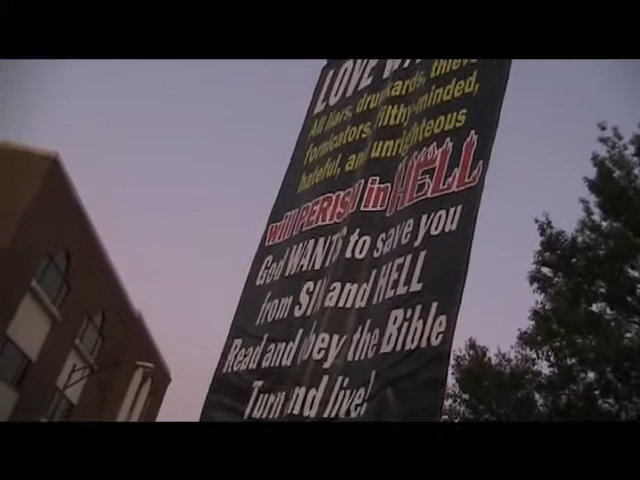 LOVE
All liars, drunkards, thieves,
fornicators, filthy-minded,
hateful, and unrighteous
will PERISH in HELL
God WANTS to save you
from SIN and HELL
Read and obey the Bible
Turn and live!